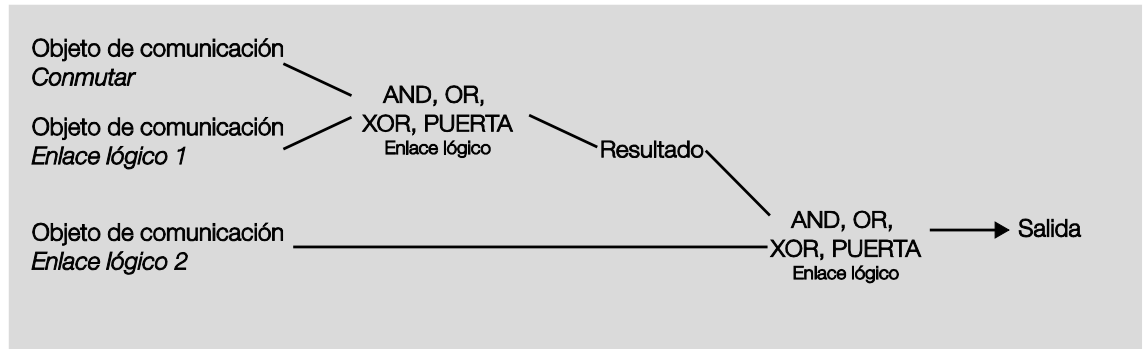 Objeto de comunicación
Conmutar
AND, OR,
XOR, PUERTA
Enlace lógico
Objeto de comunicación
Enlace lógico 1
Resultado
Objeto de comunicación
Enlace lógico 2
AND, OR,
XOR, PUERTA
Enlace lógico
Salida